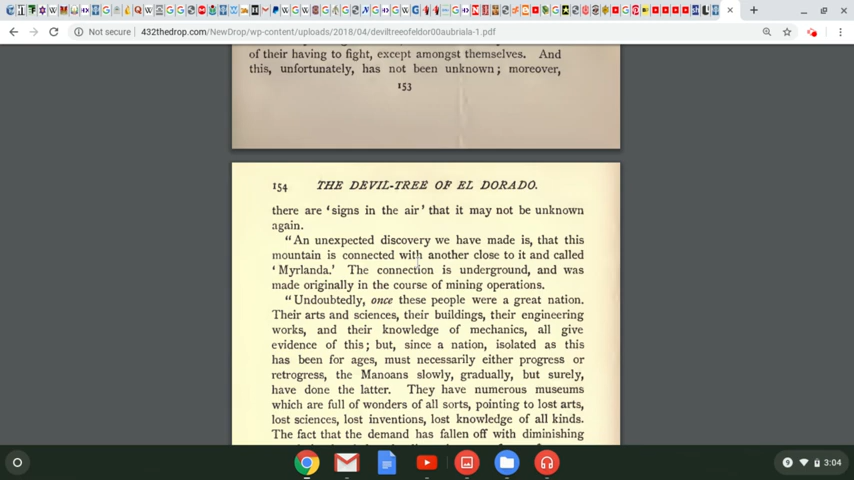 Not secure | 432thedrop.com/NewDrop/wp-content/uploads/2018/04/deviltreeofeldor00aubriala-1.pdf
of their having to fight, except amongst themselves. And
this, unfortunately, has not been unknown; moreover,
153
154 THE DEVIL-TREE OF EL DORADO.
there are 'signs in the air' that it may not be unknown
again.
"An unexpected discovery we have made is, that this
mountain is connected with another close to it and called
'Myrlanda.' The connection is underground, and was
made originally in the course of mining operations.
"Undoubtedly, once these people were a great nation.
Their arts and sciences, their buildings, their engineering
works, and their knowledge of mechanics, all give
evidence of this; but, since a nation, isolated as this
has been for ages, must necessarily either progress or
retrogress, the Manoans slowly, gradually, but surely,
have done the latter. They have numerous museums
which are full of wonders of all sorts, pointing to lost arts,
lost sciences, lost inventions, lost knowledge of all kinds.
The fact that the demand has fallen off with diminishing
9 3:04